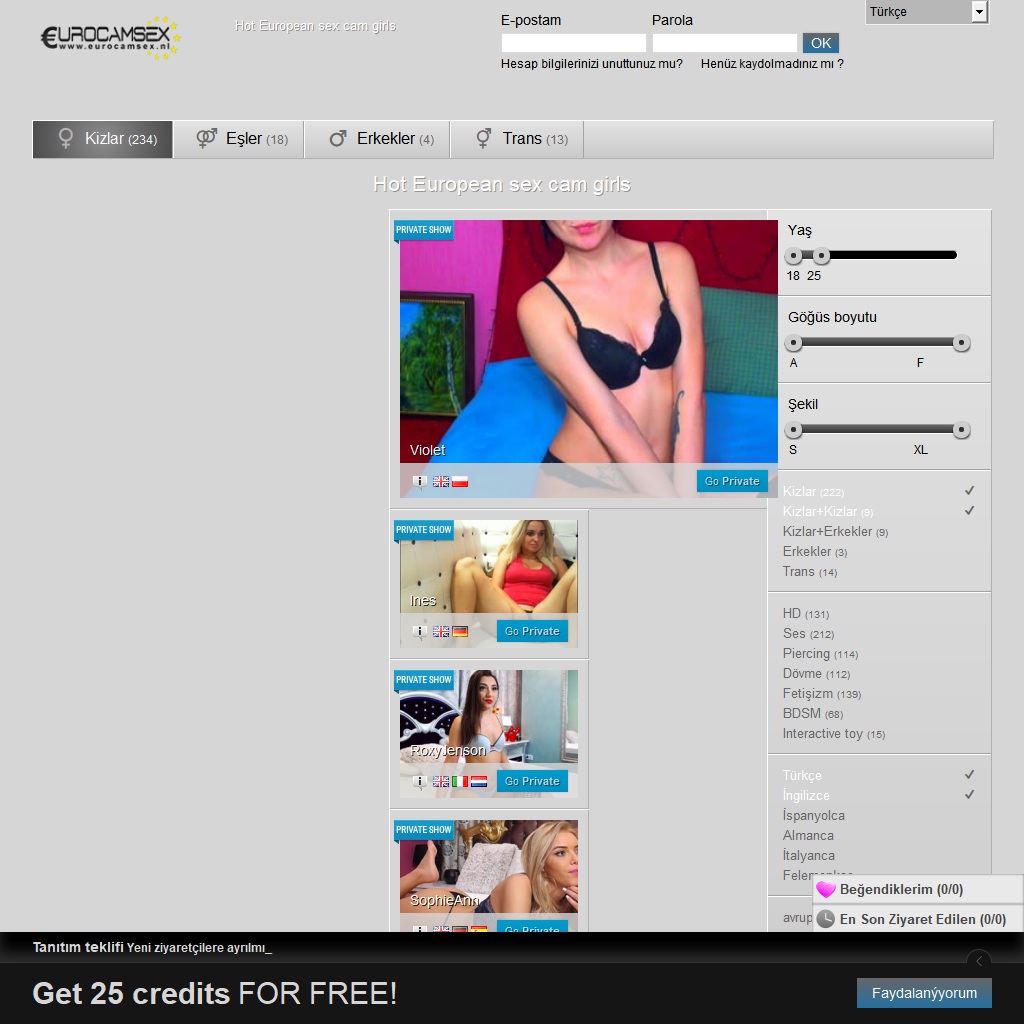 €UROCAMSEX
www.eurocamsex.nl
Hot European sex cam girls
E-postam
Parola
OK
Hesap bilgilerinizi unuttunuz mu?
Henüz kaydolmadınız mı ?
Türkçe
Kizlar (234)
Eşler (18)
Erkekler (4)
Trans (13)
Hot European sex cam girls
PRIVATE SHOW
Violet
Go Private
PRIVATE SHOW
Ines
Go Private
PRIVATE SHOW
RoxyJenson
Go Private
PRIVATE SHOW
SophieAnn
Go Private
Yaş
18 25
Göğüs boyutu
A F
Şekil
S XL
Kizlar (222)
Kizlar+Kizlar (9)
Kizlar+Erkekler (9)
Erkekler (3)
Trans (14)
HD (131)
Ses (212)
Piercing (114)
Dövme (112)
Fetişizm (139)
BDSM (68)
Interactive toy (15)
Türkçe
İngilizce
İspanyolca
Almanca
İtalyanca
avrup
Beğendiklerim (0/0)
En Son Ziyaret Edilen (0/0)
Tanıtım teklifi Yeni ziyaretçilere ayrılmı_
Get 25 credits FOR FREE!
Faydalanýyorum